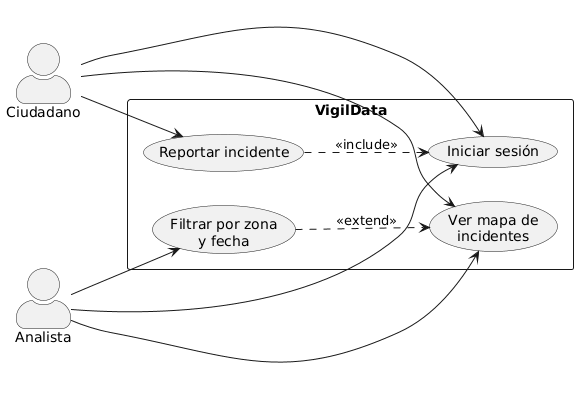 VigilData
Ciudadano
Reportar incidente
«include»
Iniciar sesión
Filtrar por zona
y fecha
«extend»
Ver mapa de
incidentes
Analista